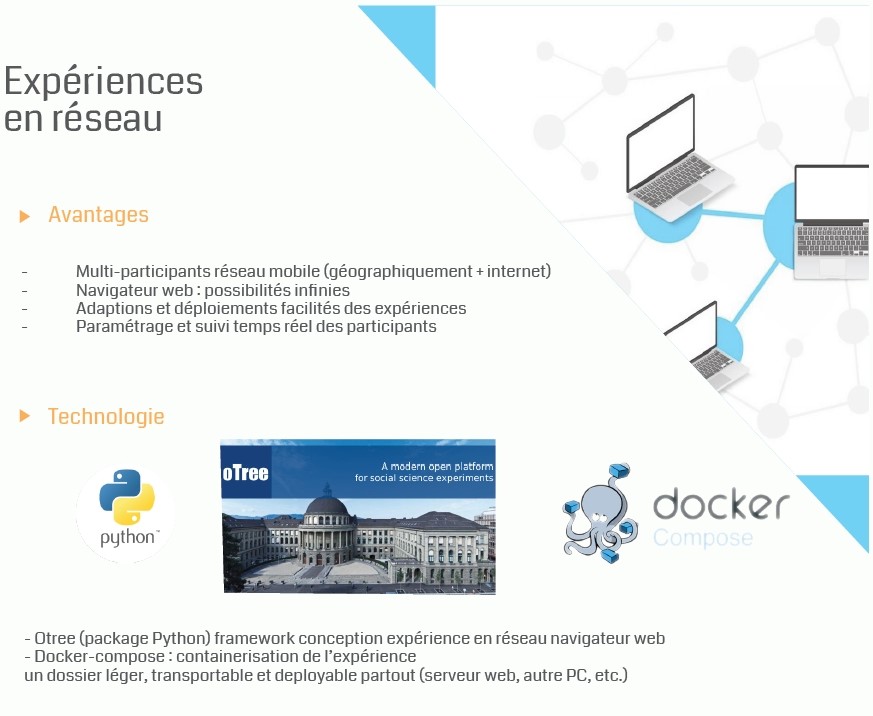 Expériences
en réseau
Avantages
- Multi-participants réseau mobile (géographiquement + internet)
- Navigateur web : possibilités infinies
- Adaptions et déploiements facilités des expériences
- Paramétrage et suivi temps réel des participants
Technologie
python™
oTree
A modern open platform
for social science experiments
docker
Compose
- Otree (package Python) framework conception expérience en réseau navigateur web
- Docker-compose : containerisation de l'expérience
un dossier léger, transportable et deployable partout (serveur web, autre PC, etc.)